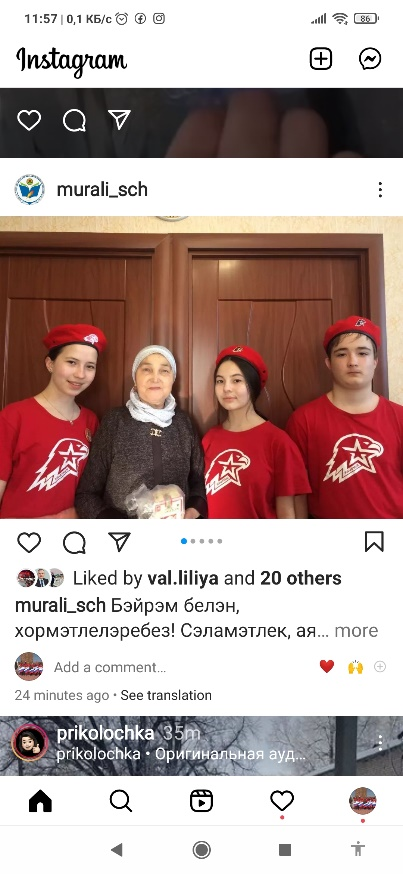 11:57 | 0,1 КБ/с
86
Instagram
murali_sch
Liked by val.liliya and 20 others
murali_sch Бэйрэм белэн,
хормэтлелэребез! Сэламэтлек, ая... more
Add a comment...
24 minutes ago • See translation
prikolochka 35m
prikolochka • Оригинальная ауд...